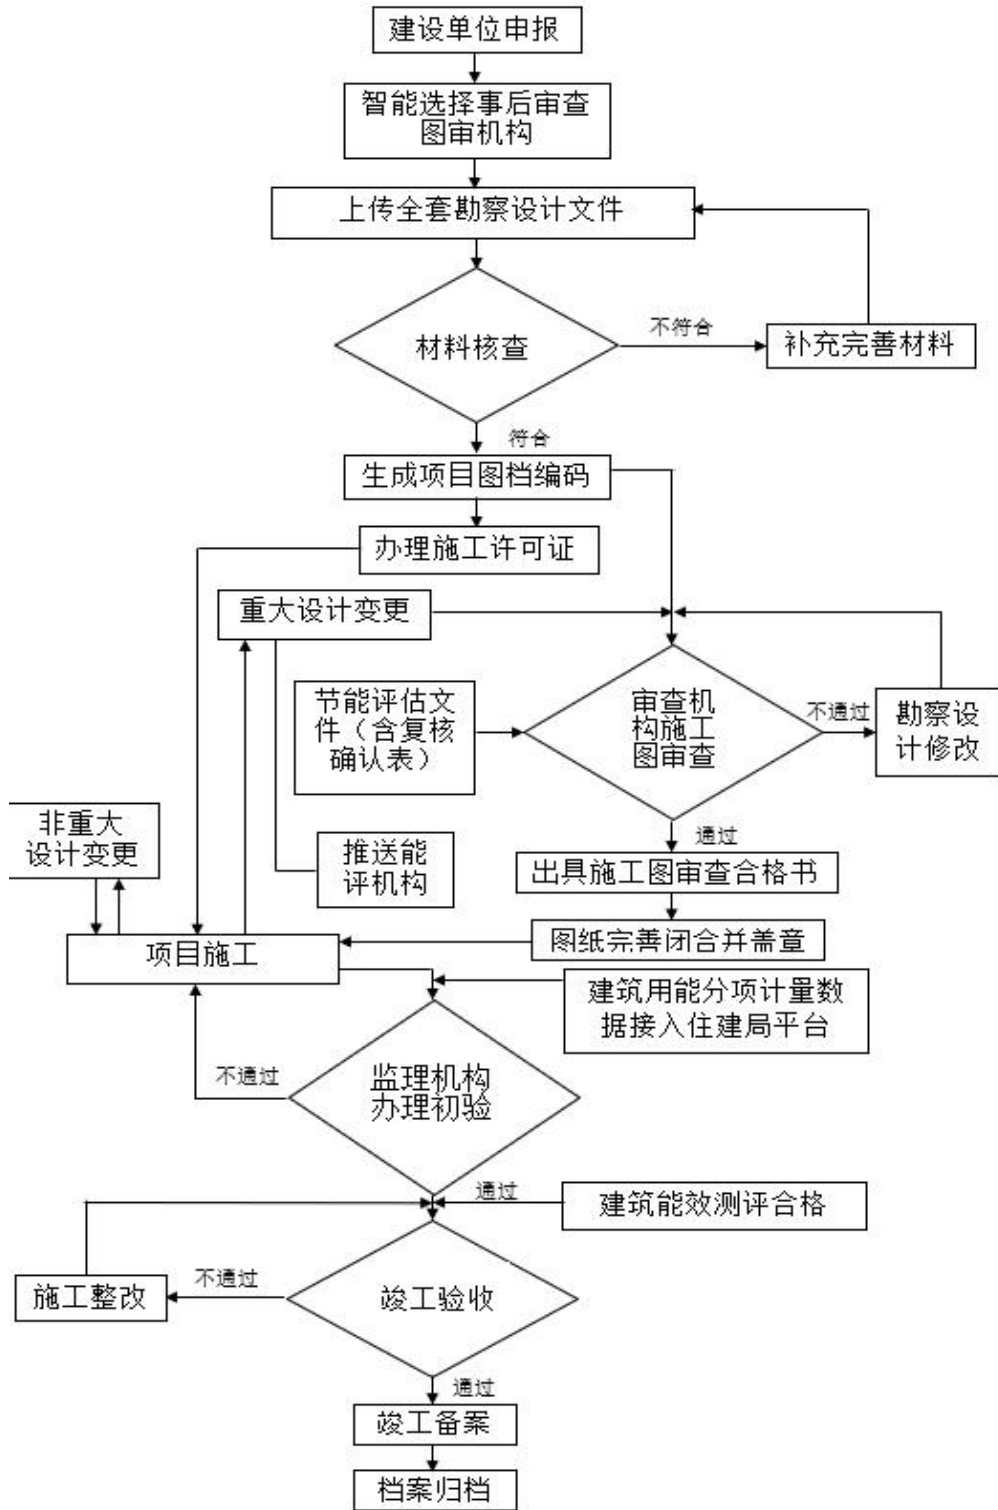 建设单位申报
智能选择事后审查
图审机构
上传全套勘察设计文件
材料核查
不符合
补充完善材料
符合
生成项目图档编码
办理施工许可证
重大设计变更
节能评估文
件（含复核
确认表）
审查机
构施工
图审查
不通过
勘察设
计修改
通过
非重大
设计变更
推送能
评机构
出具施工图审查合格书
图纸完善闭合并盖章
项目施工
建筑用能分项计量数
据接入住建局平台
不通过
监理机构
办理初验
通过
建筑能效测评合格
施工整改
不通过
竣工验收
通过
竣工备案
档案归档